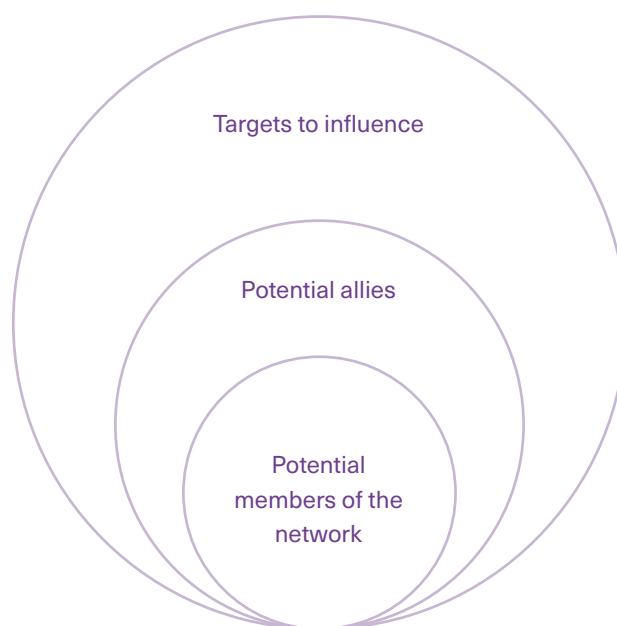 Targets to influence
Potential allies
Potential
members of the
network